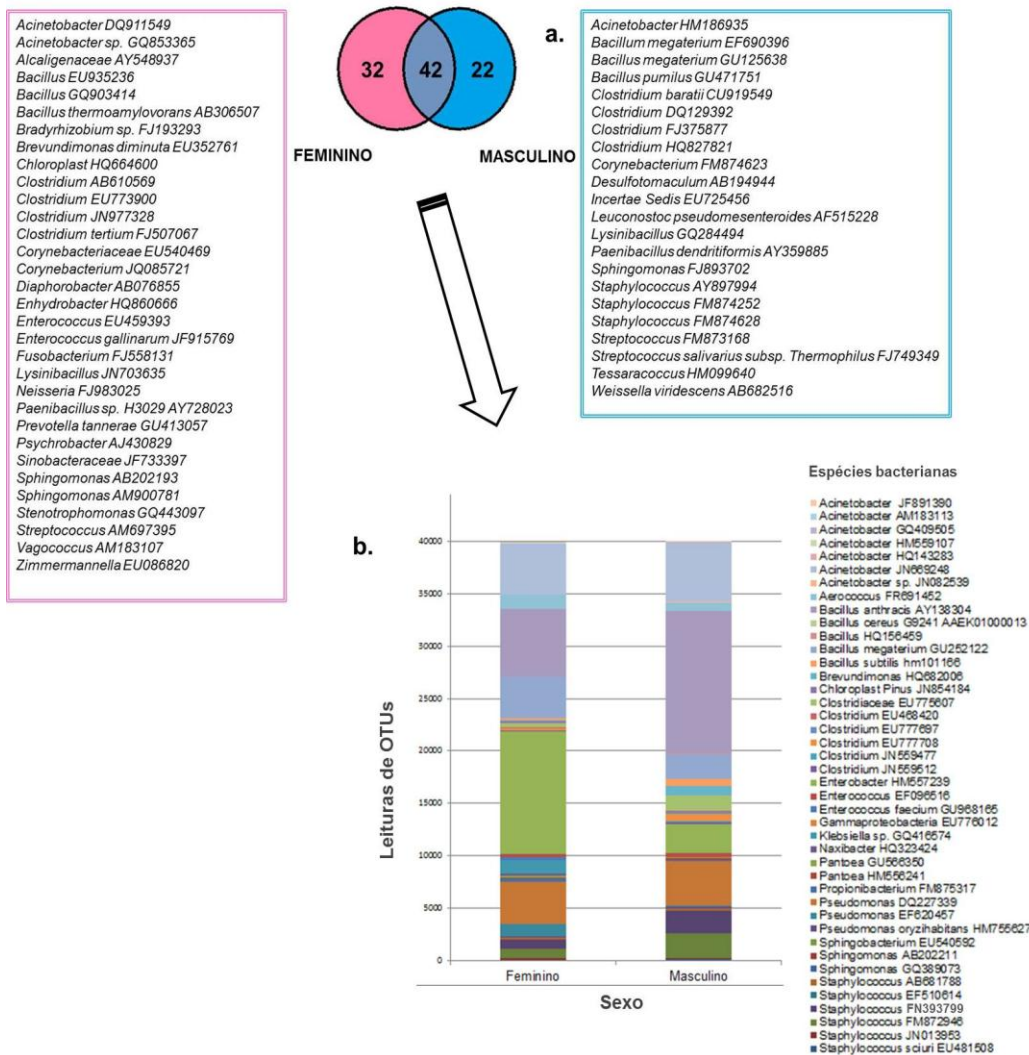 Acinetobacter DQ911549
Acinetobacter sp. GQ853365
Alcaligenaceae AY548937
Bacillus EU935236
Bacillus GQ903414
Bacillus thermoamylovorans AB306507
Bradyrhizobium sp. FJ193293
Brevundimonas diminuta EU352761
Chloroplast HQ664600
Clostridium AB610569
Clostridium EU773900
Clostridium JN977328
Clostridium tertium FJ507067
Corynebacteriaceae EU540469
Corynebacterium JQ085721
Diaphorobacter AB076855
Enhydrobacter HQ860666
Enterococcus EU459393
Enterococcus gallinarum JF915769
Fusobacterium FJ558131
Lysinibacillus JN703635
Neisseria FJ983025
Paenibacillus sp. H3029 AY728023
Prevotella tannerae GU413057
Psychrobacter AJ430829
Sinobacteraceae JF733397
Sphingomonas AB202193
Sphingomonas AM900781
Stenotrophomonas GQ443097
Streptococcus AM697395
Vagococcus AM183107
Zimmermannella EU086820
a.
32 42 22
FEMININO MASCULINO
Acinetobacter HM186935
Bacillum megaterium EF690396
Bacillus megaterium GU125638
Bacillus pumilus GU471751
Clostridium baratii CU919549
Clostridium DQ129392
Clostridium FJ375877
Clostridium HQ827821
Corynebacterium FM874623
Desulfotomaculum AB194944
Incertae Sedis EU725456
Leuconostoc pseudomesenteroides AF515228
Lysinibacillus GQ284494
Paenibacillus dendritiformis AY359885
Sphingomonas FJ893702
Staphylococcus AY897994
Staphylococcus FM874252
Staphylococcus FM874628
Streptococcus FM873168
Streptococcus salivarius subsp. Thermophilus FJ749349
Tessaracoccus HM099640
Weissella viridescens AB682516
b.
Leituras de OTUs
40000
35000
30000
25000
20000
15000
10000
5000
0
Feminino Masculino
Sexo
Espécies bacterianas
Acinetobacter JF891390
Acinetobacter AM183113
Acinetobacter GQ409505
Acinetobacter HM559107
Acinetobacter HQ143283
Acinetobacter JN669248
Acinetobacter sp. JN082539
Aerococcus FR691452
Bacillus anthracis AY138304
Bacillus cereus G9241 AAEK01000013
Bacillus HQ156459
Bacillus megaterium GU252122
Bacillus subtilis hm101166
Brevundimonas HQ682006
Chloroplast Pinus JN854184
Clostridiaceae EU775607
Clostridium EU468420
Clostridium EU777697
Clostridium EU777708
Clostridium JN559477
Clostridium JN559512
Enterobacter HM557239
Enterococcus EF096516
Enterococcus faecium GU968165
Gammaproteobacteria EU776012
Klebsiella sp. GQ416574
Naxibacter HQ323424
Pantoea GU566350
Pantoea HM556241
Propionibacterium FM875317
Pseudomonas DQ227339
Pseudomonas EF620457
Pseudomonas oryzihabitans HM755627
Sphingobacterium EU540592
Sphingomonas AB202211
Sphingomonas GQ389073
Staphylococcus AB681788
Staphylococcus EF510614
Staphylococcus FN393799
Staphylococcus FM872946
Staphylococcus JN013953
Staphylococcus sciuri EU481508